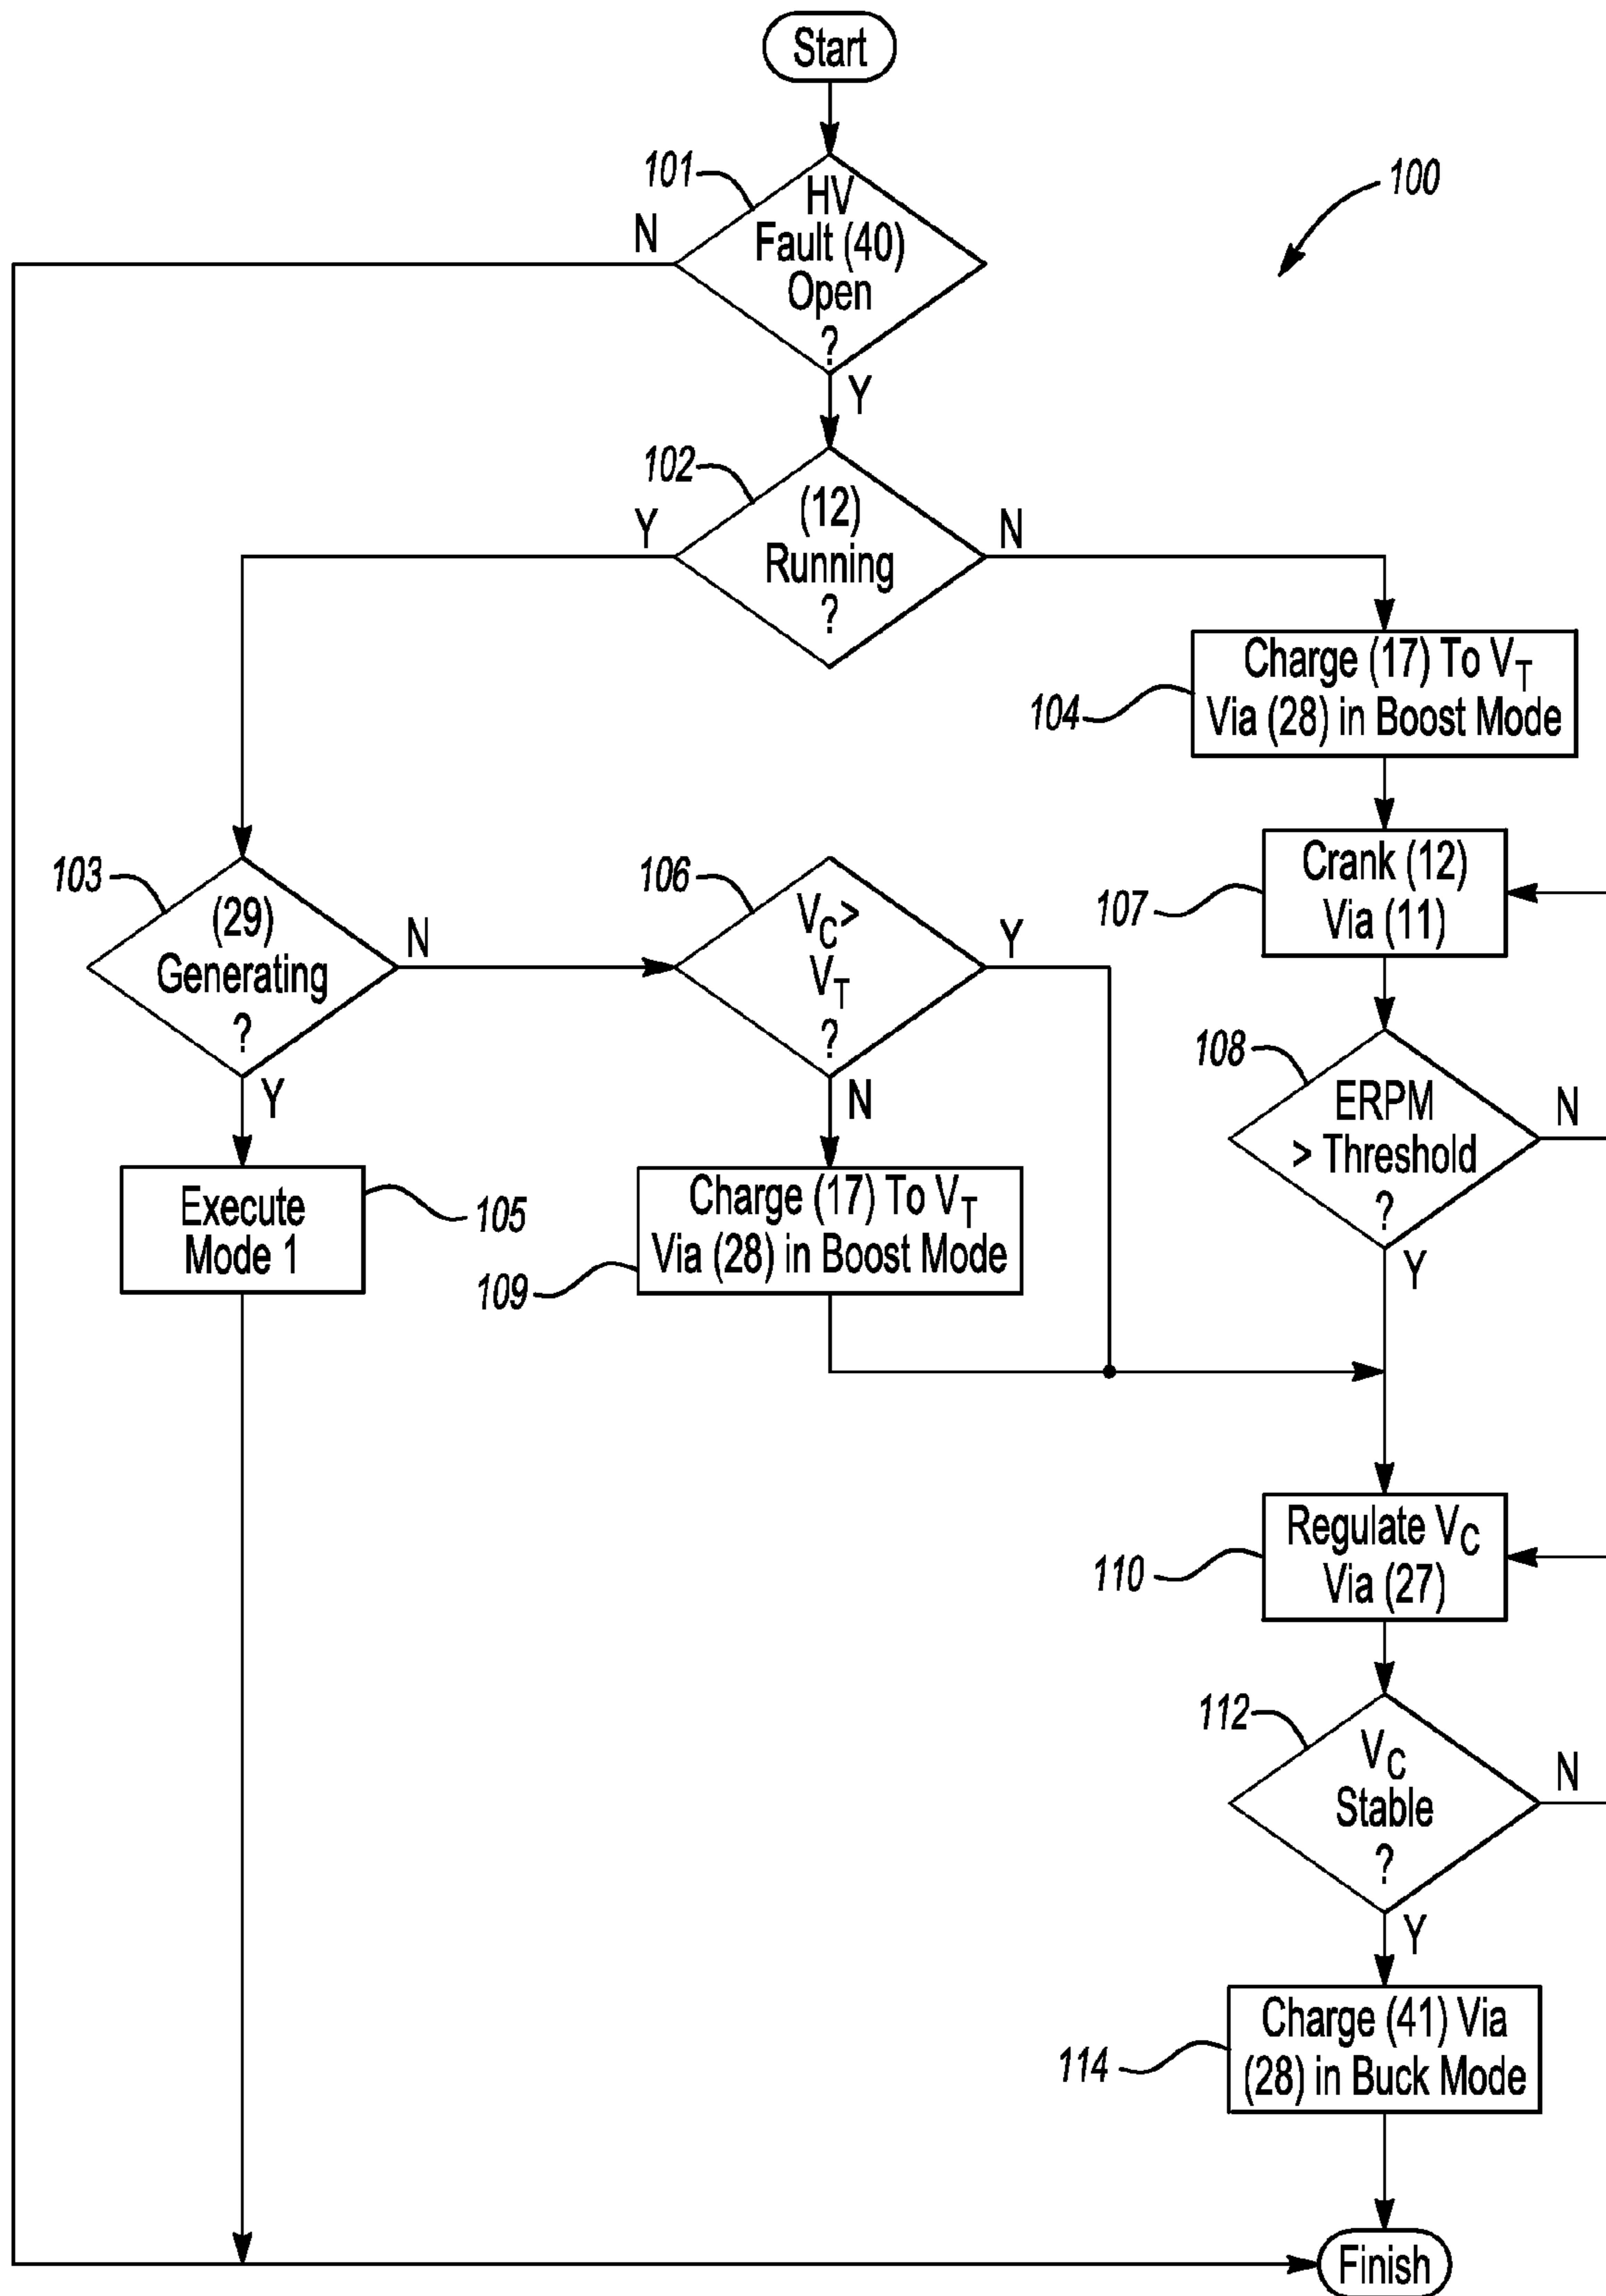 Start
101
HV
Fault (40)
Open
?
N
Y
100
102
(12)
Running
?
Y
N
Charge (17) To VT
Via (28) in Boost Mode
104
Crank (12)
Via (11)
107
103
(29)
Generating
?
N
Y
106
VC>
VT
?
Y
N
108
ERPM
> Threshold
?
N
Y
Execute
Mode 1
105
Charge (17) To VT
Via (28) in Boost Mode
109
Regulate VC
Via (27)
110
112
VC
Stable
?
N
Y
Charge (41) Via
(28) in Buck Mode
114
Finish